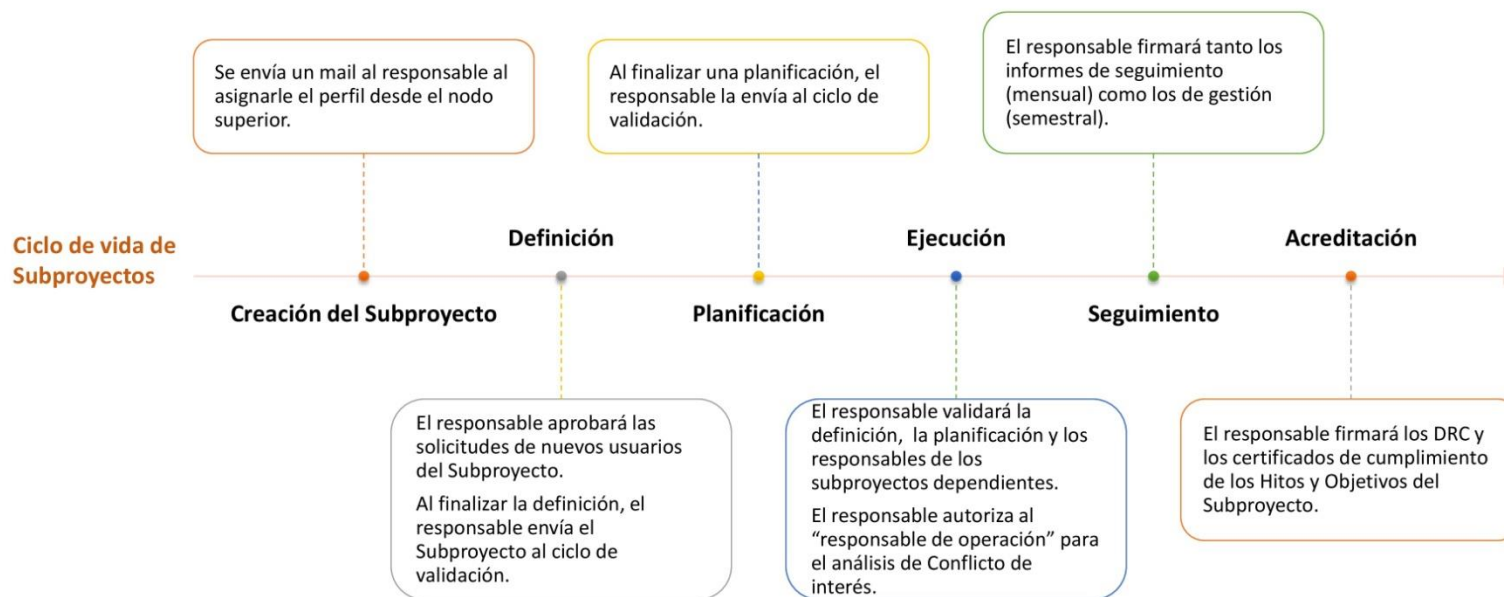 Se envía un mail al responsable al
asignarle el perfil desde el nodo
superior.
Al finalizar una planificación, el
responsable la envía al ciclo de
validación.
El responsable firmará tanto los
informes de seguimiento
(mensual) como los de gestión
(semestral).
Ciclo de vida de
Subproyectos
Definición
Ejecución
Acreditación
Creación del Subproyecto
Planificación
Seguimiento
El responsable aprobará las
solicitudes de nuevos usuarios
del Subproyecto.
Al finalizar la definición, el
responsable envía el
Subproyecto al ciclo de
validación.
El responsable validará la
definición, la planificación y los
responsables de los
subproyectos dependientes.
El responsable autoriza al
“responsable de operación” para
el análisis de Conflicto de
interés.
El responsable firmará los DRC y
los certificados de cumplimiento
de los Hitos y Objetivos del
Subproyecto.